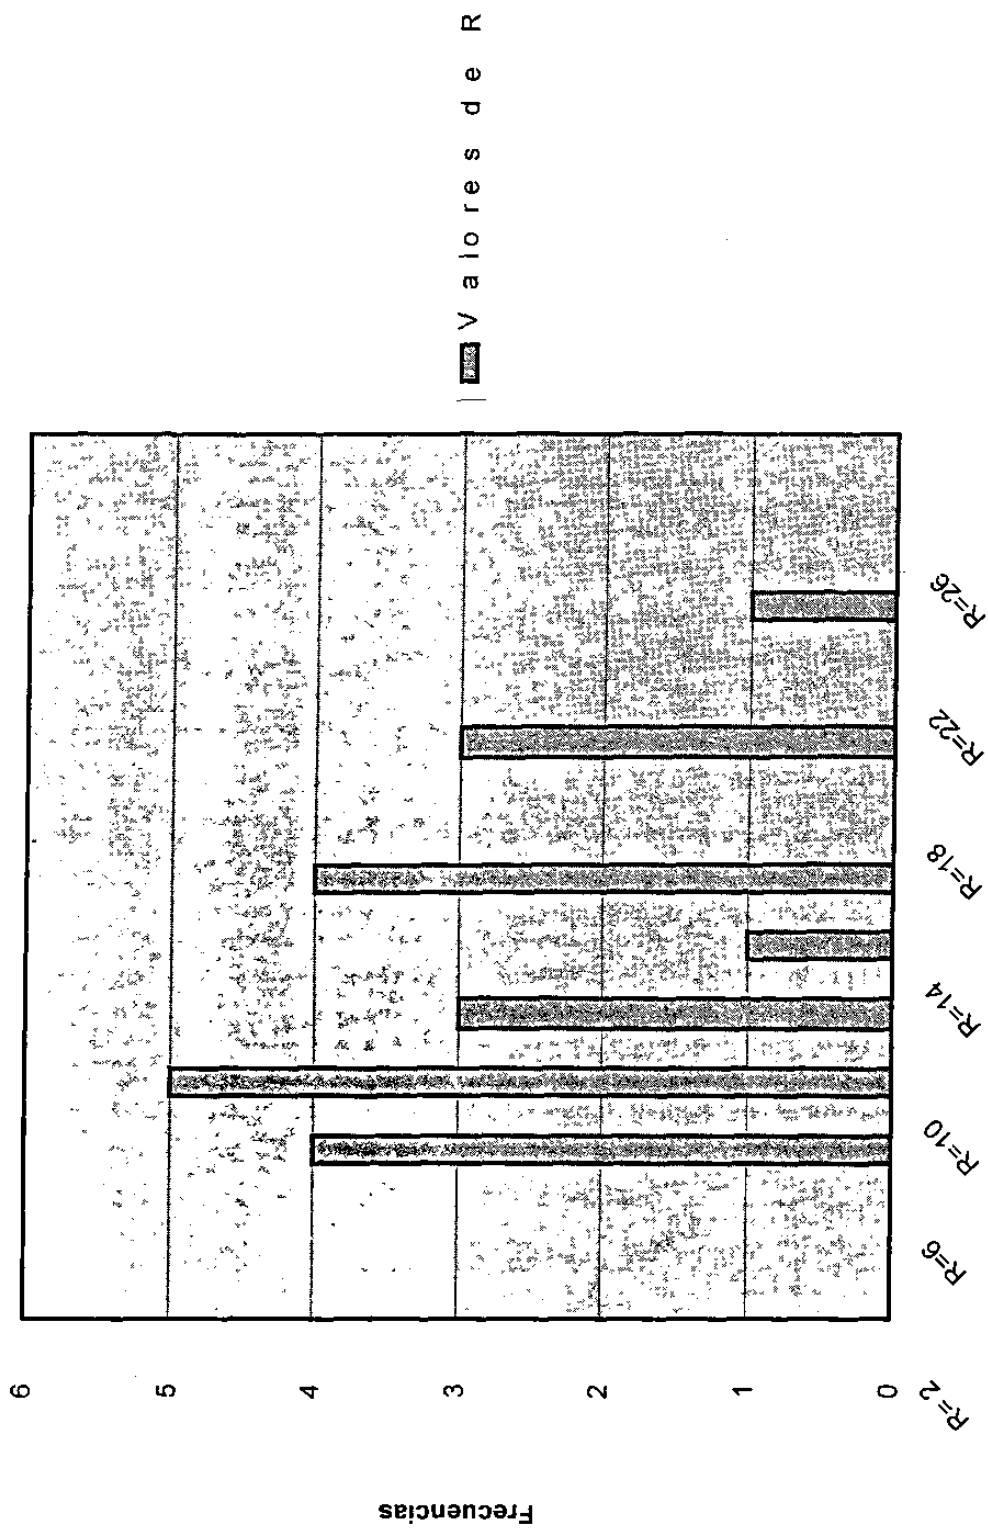 Frecuencias
6
5
4
3
2
1
0
R=2
R=6
R=10
R=14
R=18
R=22
R=26
Valores de R